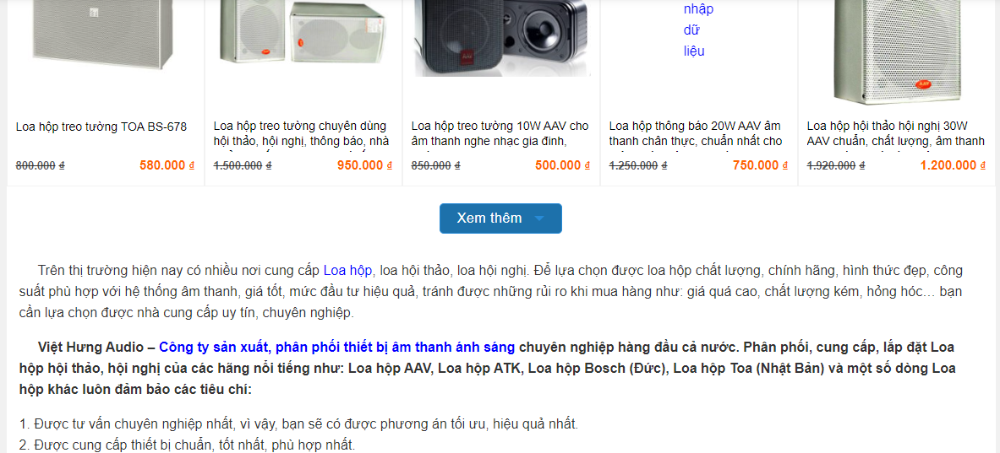 nhập
dữ
liệu
Loa hộp treo tường TOA BS-678
800.000 ₫ 580.000 ₫
Loa hộp treo tường chuyên dùng
hội thảo, hội nghị, thông báo, nhà
1.500.000 ₫ 950.000 ₫
Loa hộp treo tường 10W AAV cho
âm thanh nghe nhạc gia đinh,
850.000 ₫ 500.000 ₫
Loa hộp thông báo 20W AAV âm
thanh chân thực, chuẩn nhất cho
1.250.000 ₫ 750.000 ₫
Loa hộp hội thảo hội nghị 30W
AAV chuẩn, chất lượng, âm thanh
1.920.000 ₫ 1.200.000 ₫
Xem thêm
Trên thị trường hiện nay có nhiều nơi cung cấp Loa hộp, loa hội thảo, loa hội nghị. Để lựa chọn được loa hộp chất lượng, chính hãng, hình thức đẹp, công
suất phù hợp với hệ thống âm thanh, giá tốt, mức đầu tư hiệu quả, tránh được những rủi ro khi mua hàng như: giá quá cao, chất lượng kém, hỏng hóc… bạn
cần lựa chọn được nhà cung cấp uy tín, chuyên nghiệp.
Việt Hưng Audio – Công ty sản xuất, phân phối thiết bị âm thanh ánh sáng chuyên nghiệp hàng đầu cả nước. Phân phối, cung cấp, lắp đặt Loa
hộp hội thảo, hội nghị của các hãng nổi tiếng như: Loa hộp AAV, Loa hộp ATK, Loa hộp Bosch (Đức), Loa hộp Toa (Nhật Bản) và một số dòng Loa
hộp khác luôn đảm bảo các tiêu chí:
1. Được tư vấn chuyên nghiệp nhất, vì vậy, bạn sẽ có được phương án tối ưu, hiệu quả nhất.
2. Được cung cấp thiết bị chuẩn, tốt nhất, phù hợp nhất.